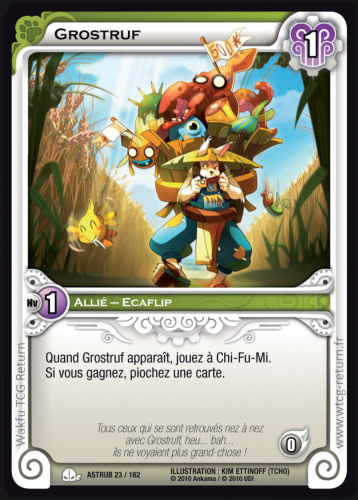 Grostruf
1
500K
Nv 1
Allié – Ecaflip
Quand Grostruf apparaît, jouez à Chi-Fu-Mi.
Si vous gagnez, piochez une carte.
Tous ceux qui se sont retrouvés nez à nez
avec Grostruf, heu... bah...
ils ne voyaient plus grand-chose !
0
ASTRUB 23 / 162
ILLUSTRATION : KIM ETTINOFF (TCHO)
© 2010 Ankama / © 2010 UDI
Wakfu TCG Return
www.wtcg-return.fr